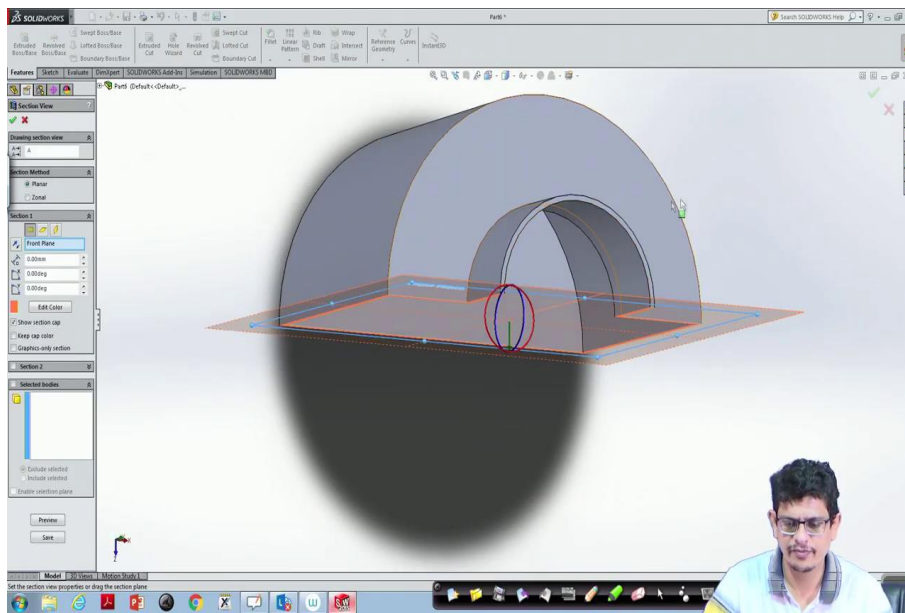 SOLIDWORKS
Part6 *
Search SOLIDWORKS Help
Extruded Boss/Base
Revolved Boss/Base
Swept Boss/Base
Lofted Boss/Base
Boundary Boss/Base
Extruded Cut
Hole Wizard
Revolved Cut
Swept Cut
Lofted Cut
Boundary Cut
Fillet
Linear Pattern
Rib
Draft
Shell
Wrap
Intersect
Mirror
Reference Geometry
Curves
Instant3D
Features Sketch Evaluate DimXpert SOLIDWORKS Add-Ins Simulation SOLIDWORKS MBD
Part6 (Default<<Default>_...
Section View
?
Drawing section view
A
Section Method
Planar
Zonal
Section 1
Front Plane
0.00mm
0.00deg
0.00deg
Edit Color
Show section cap
Keep cap color
Graphics-only section
Section 2
Selected bodies
Exclude selected
Include selected
Enable selection plane
Preview
Save
Model 3D Views Motion Study 1
Set the section view properties or drag the section plane